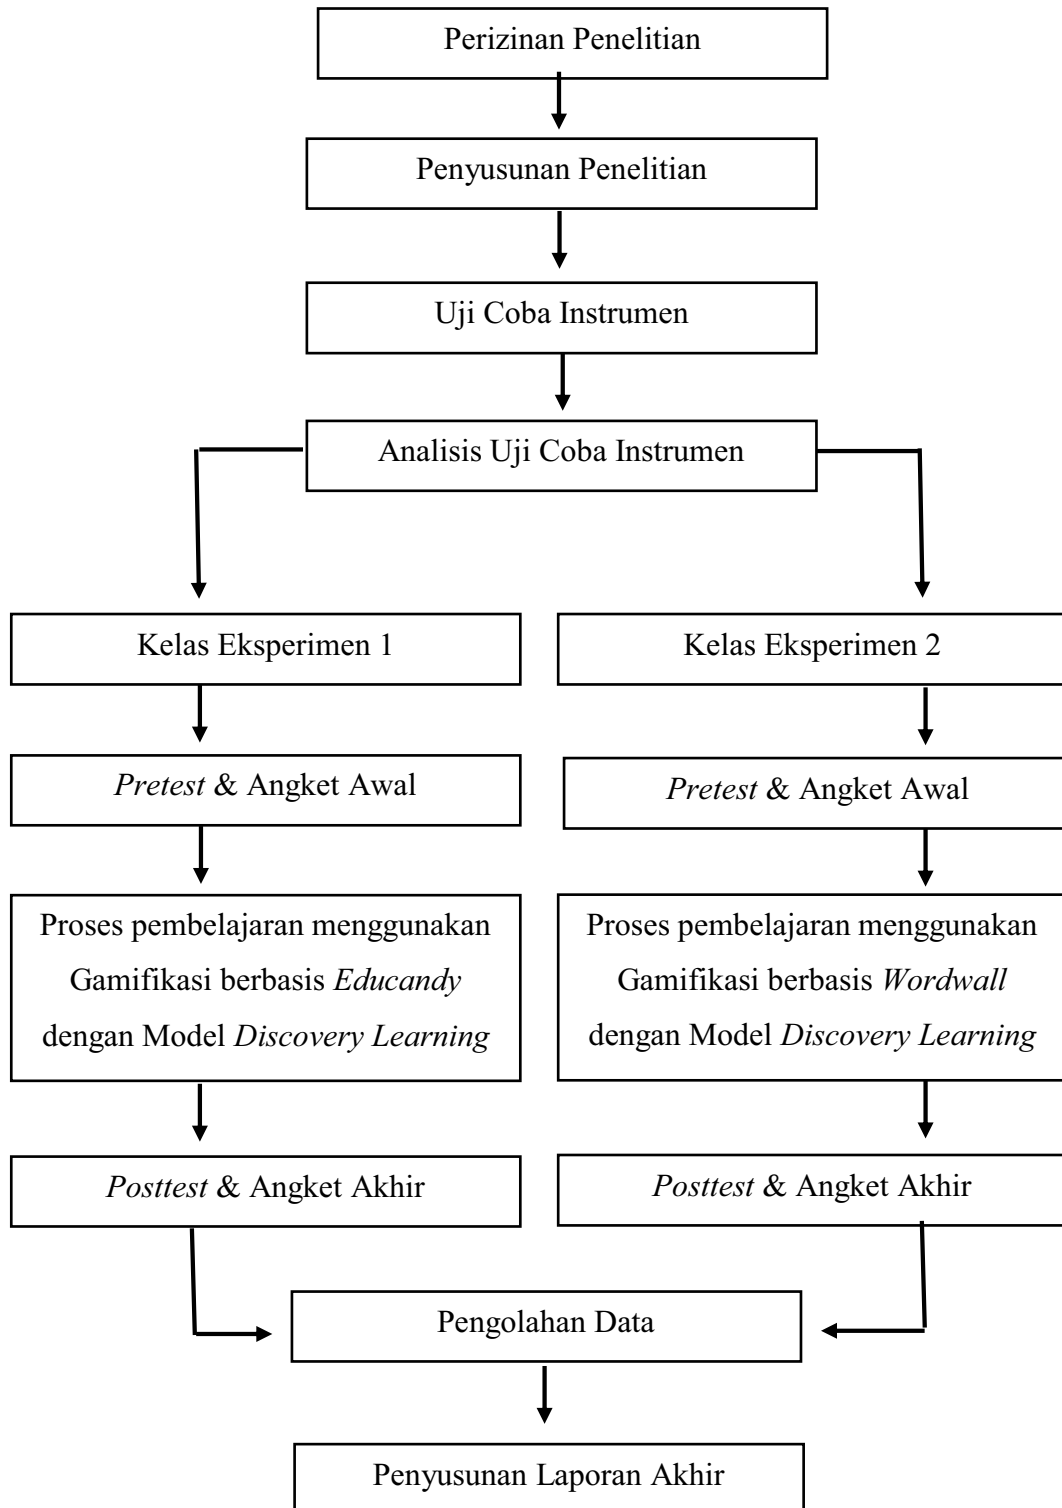 Perizinan Penelitian
Penyusunan Penelitian
Uji Coba Instrumen
Analisis Uji Coba Instrumen
Kelas Eksperimen 1
Kelas Eksperimen 2
Pretest & Angket Awal
Pretest & Angket Awal
Proses pembelajaran menggunakan
Gamifikasi berbasis Educandy
dengan Model Discovery Learning
Proses pembelajaran menggunakan
Gamifikasi berbasis Wordwall
dengan Model Discovery Learning
Posttest & Angket Akhir
Posttest & Angket Akhir
Pengolahan Data
Penyusunan Laporan Akhir